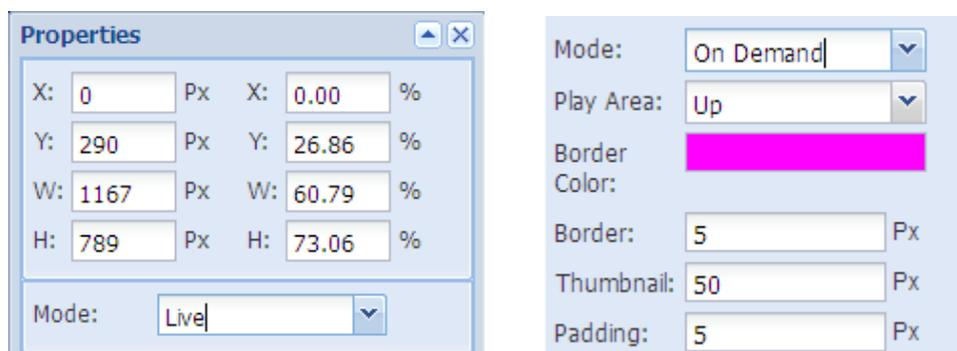 Properties
X: 0 Px X: 0.00 %
Y: 290 Px Y: 26.86 %
W: 1167 Px W: 60.79 %
H: 789 Px H: 73.06 %
Mode: Live
Mode: On Demand
Play Area: Up
Border
Color:
Border: 5 Px
Thumbnail: 50 Px
Padding: 5 Px